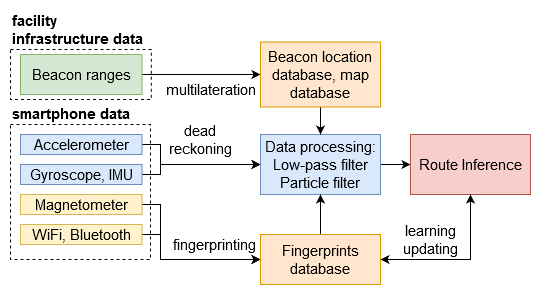 facility
infrastructure data
Beacon ranges
multilateration
Beacon location
database, map
database
smartphone data
Accelerometer
Gyroscope, IMU
Magnetometer
WiFi, Bluetooth
dead
reckoning
fingerprinting
Data processing:
Low-pass filter
Particle filter
Route Inference
Fingerprints
database
learning
updating